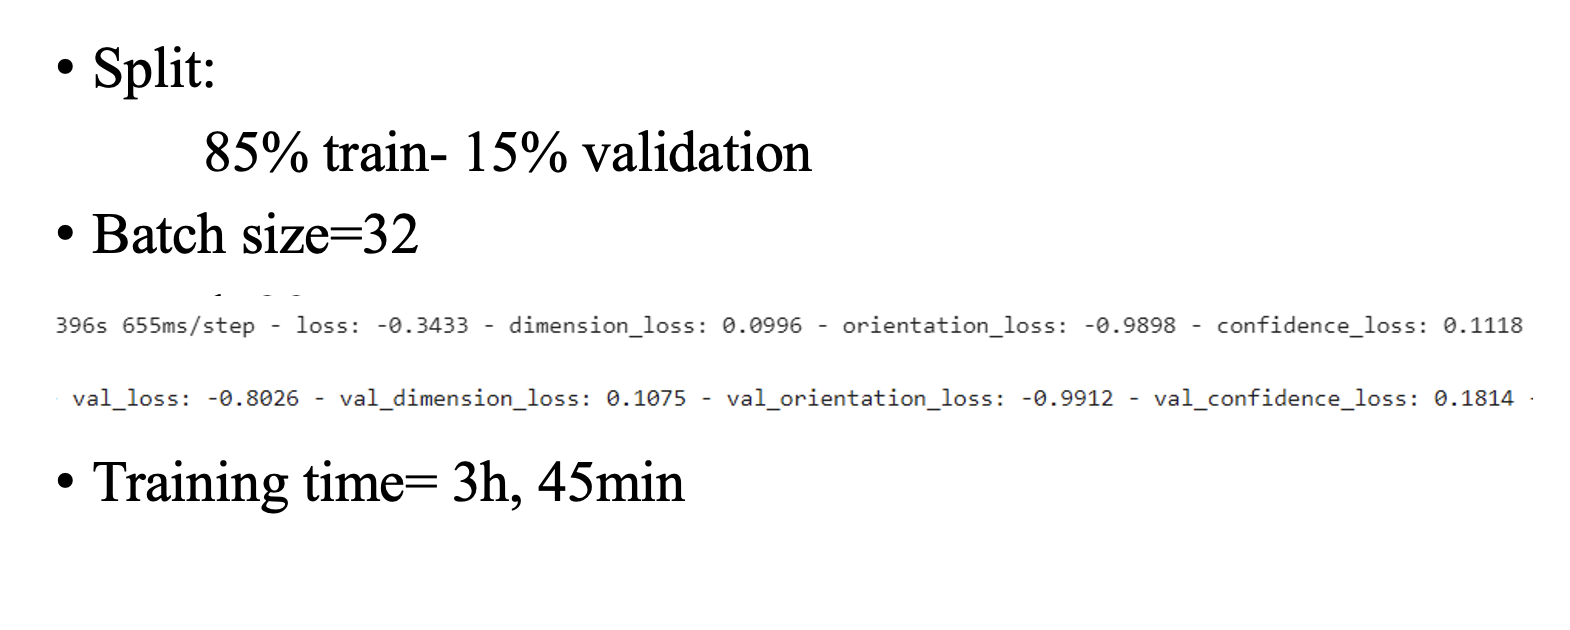 • Split:
85% train- 15% validation
• Batch size=32
396s 655ms/step - loss: -0.3433 - dimension_loss: 0.0996 - orientation_loss: -0.9898 - confidence_loss: 0.1118
val_loss: -0.8026 - val_dimension_loss: 0.1075 - val_orientation_loss: -0.9912 - val_confidence_loss: 0.1814 -
• Training time= 3h, 45min